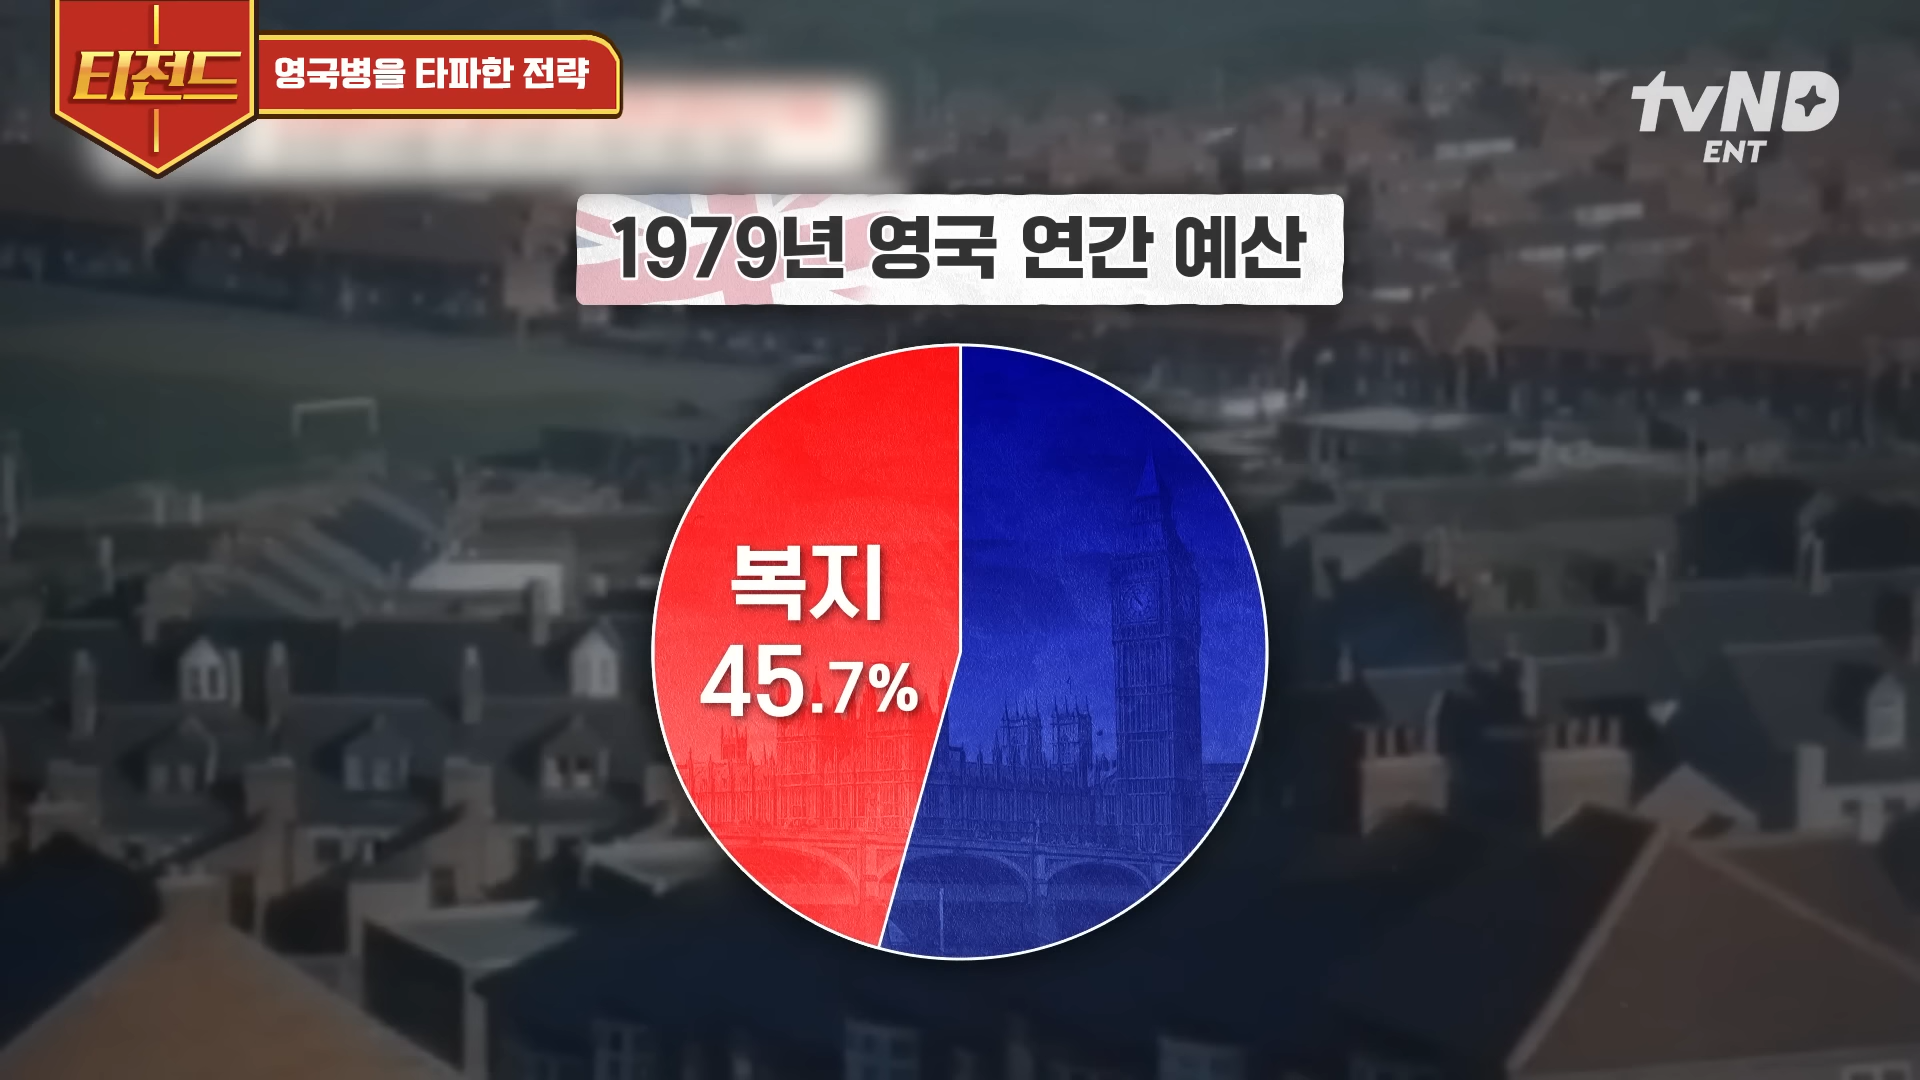 티전드
영국병을 타파한 전략
tvND
ENT
1979년 영국 연간 예산
복지
45.7%